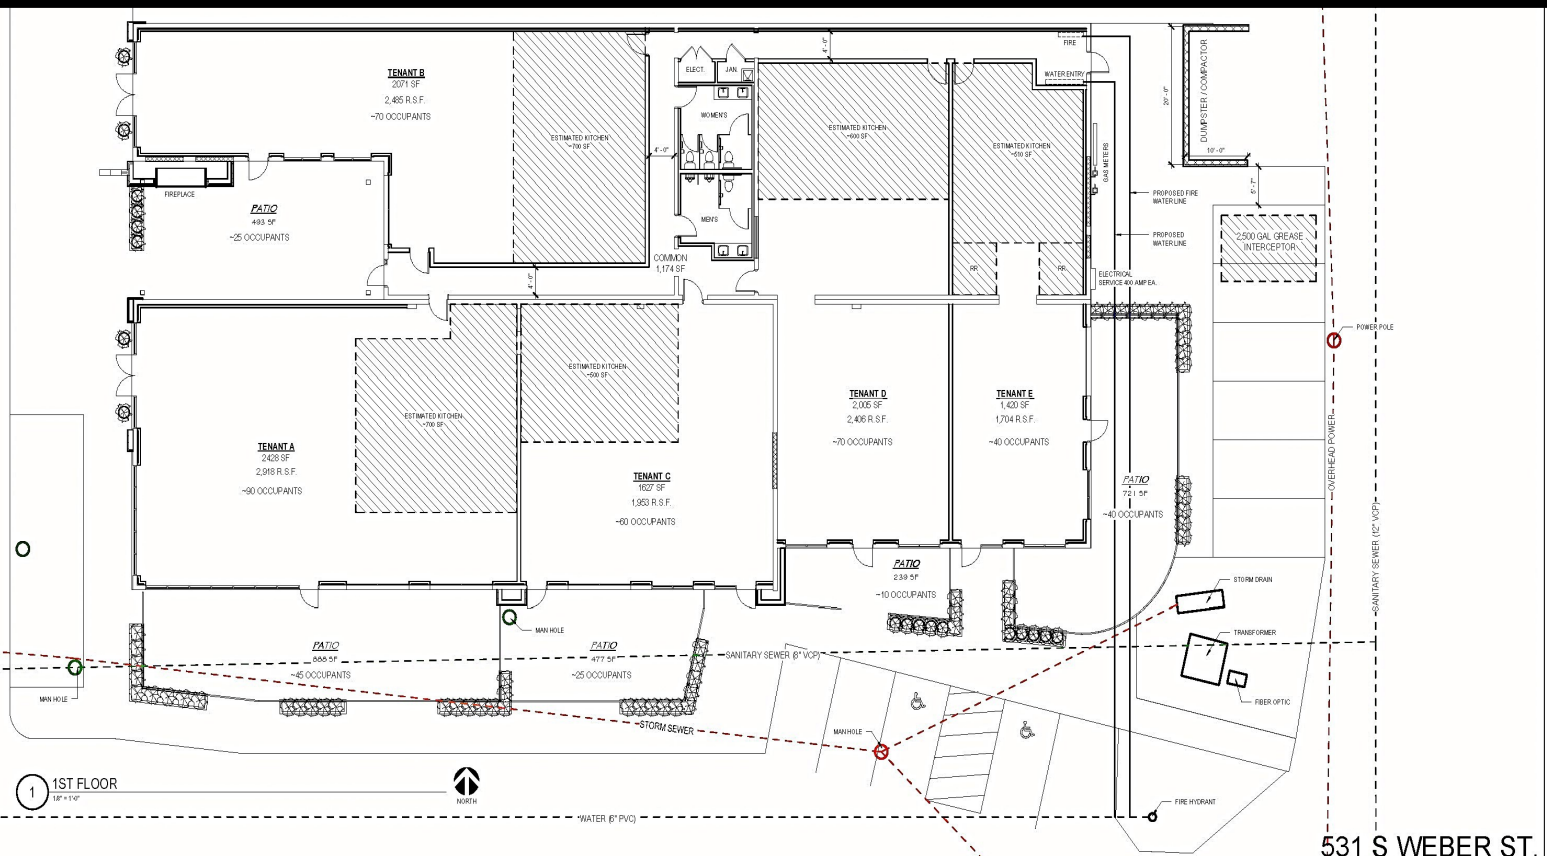 FIRE
ELECT.
JAN.
TENANT B
2071 SF
2,485 R.S.F.
~70 OCCUPANTS
WATER ENTRY
4'-0"
20'-0"
DUMPSTER / COMPACTOR
10'-0"
ESTIMATED KITCHEN
~700 SF
WOMEN'S
ESTIMATED KITCHEN
~600 SF
ESTIMATED KITCHEN
~510 SF
4'-0"
GAS METERS
FIREPLACE
PATIO
493 SF
~25 OCCUPANTS
MEN'S
PROPOSED FIRE
WATER LINE
PROPOSED
WATER LINE
2,500 GAL GREASE
INTERCEPTOR
COMMON
1,174 SF
4'-0"
RR
RR
ELECTRICAL
SERVICE 400 AMP EA.
POWER POLE
ESTIMATED KITCHEN
~500 SF
TENANT D
2,005 SF
2,406 R.S.F.
~70 OCCUPANTS
TENANT E
1,420 SF
1,704 R.S.F.
~40 OCCUPANTS
ESTIMATED KITCHEN
~700 SF
TENANT A
2428 SF
2,918 R.S.F.
~90 OCCUPANTS
OVERHEAD POWER
TENANT C
1627 SF
1,953 R.S.F.
~60 OCCUPANTS
PATIO
721 SF
~40 OCCUPANTS
SANITARY SEWER (12" VCP)
PATIO
239 SF
~10 OCCUPANTS
STORM DRAIN
MAN HOLE
TRANSFORMER
PATIO
888 SF
~45 OCCUPANTS
PATIO
477 SF
~25 OCCUPANTS
SANITARY SEWER (8" VCP)
MAN HOLE
FIBER OPTIC
STORM SEWER
MAN HOLE
1
1ST FLOOR
NORTH
FIRE HYDRANT
WATER (6" PVC)
531 S WEBER ST.